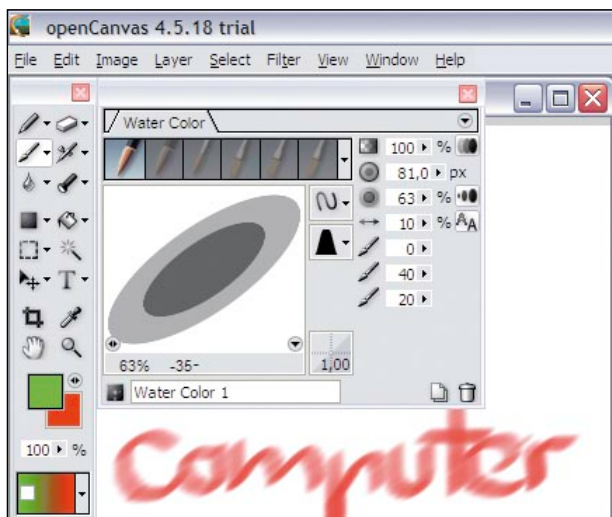 openCanvas 4.5.18 trial
File Edit Image Layer Select Filter View Window Help
Water Color
100 %
81,0 px
63 %
10 % AA
0
40
20
63% -35-
1,00
Water Color 1
100 %
T
Computer